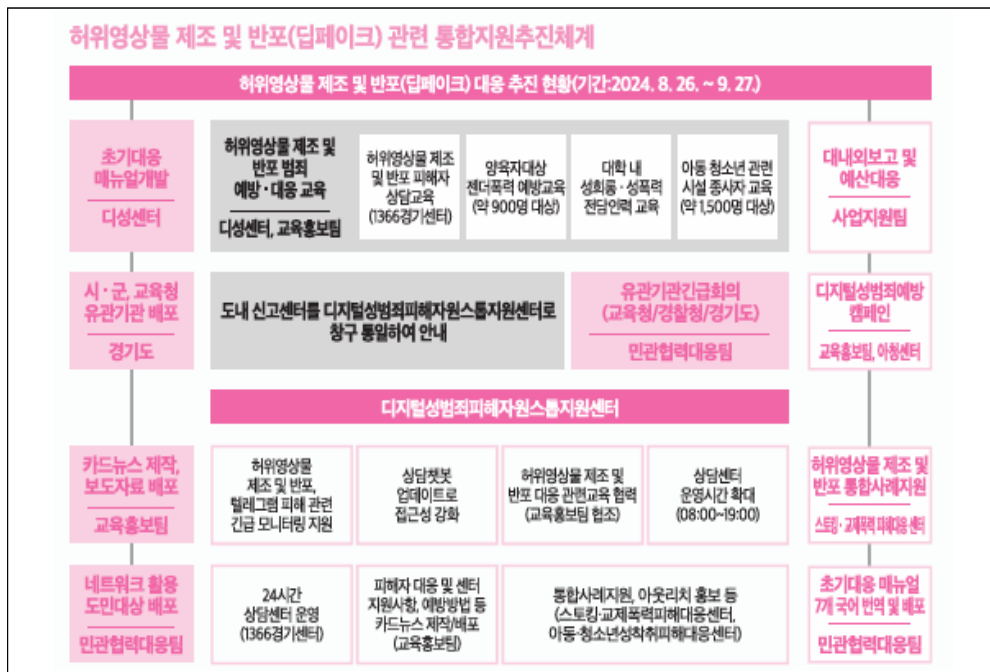 허위영상물 제조 및 반포(딥페이크) 관련 통합지원추진체계
허위영상물 제조 및 반포(딥페이크) 대응 추진 현황(기간:2024. 8. 26. ~ 9. 27.)
초기대응
매뉴얼개발
디성센터
허위영상물 제조 및
반포 범죄
예방·대응 교육
디성센터, 교육홍보팀
허위영상물 제조
및 반포 피해자
상담교육
(1366경기센터)
양육자대상
젠더폭력 예방교육
(약 900명 대상)
대학 내
성희롱·성폭력
전담인력 교육
아동 청소년 관련
시설 종사자 교육
(약 1,500명 대상)
대내외보고 및
예산대응
사업지원팀
시·군, 교육청
유관기관 배포
경기도
도내 신고센터를 디지털성범죄피해자원스톱지원센터로
창구 통일하여 안내
유관기관긴급회의
(교육청/경찰청/경기도)
민관협력대응팀
디지털성범죄예방
캠페인
교육홍보팀, 아청센터
디지털성범죄피해자원스톱지원센터
카드뉴스 제작,
보도자료 배포
교육홍보팀
허위영상물
제조 및 반포,
텔레그램 피해 관련
긴급 모니터링 지원
상담챗봇
업데이트로
접근성 강화
허위영상물 제조 및
반포 대응 관련교육 협력
(교육홍보팀 협조)
상담센터
운영시간 확대
(08:00~19:00)
허위영상물 제조 및
반포 통합사례지원
스토킹·교제폭력 피해대응센터
네트워크 활용
도민대상 배포
민관협력대응팀
24시간
상담센터 운영
(1366경기센터)
피해자 대응 및 센터
지원사항, 예방방법 등
카드뉴스 제작/배포
(교육홍보팀)
통합사례지원, 아웃리치 홍보 등
(스토킹·교제폭력피해대응센터,
아동·청소년성착취피해대응센터)
초기대응 매뉴얼
7개 국어 번역 및 배포
민관협력대응팀